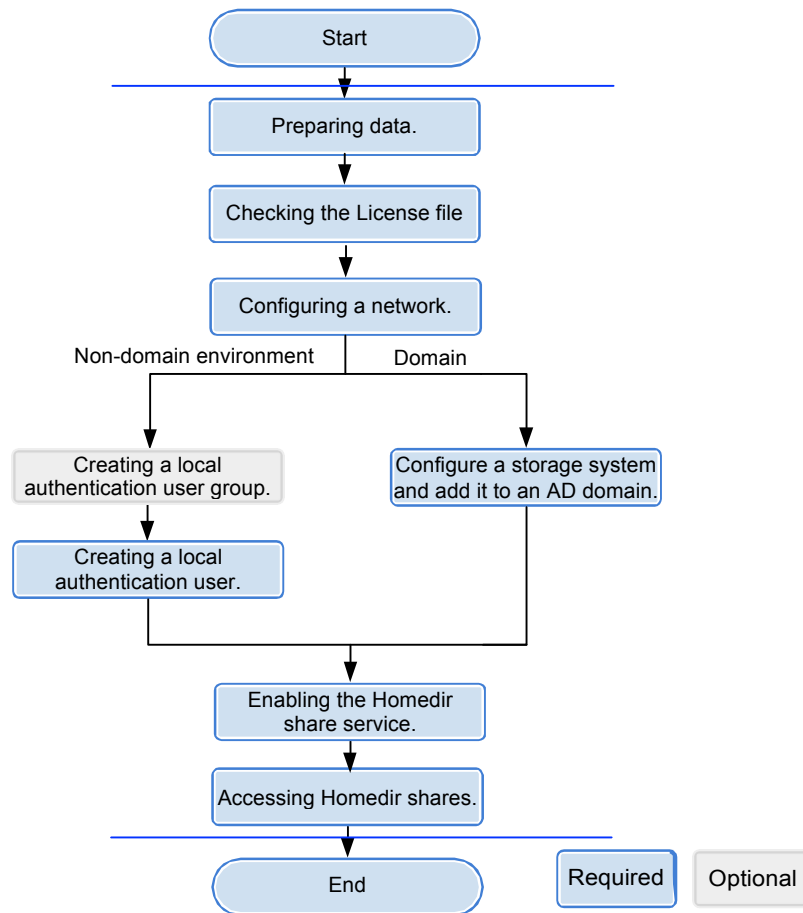 Start
Preparing data.
Checking the License file
Configuring a network.
Non-domain environment
Domain
Creating a local
authentication user group.
Configure a storage system
and add it to an AD domain.
Creating a local
authentication user.
Enabling the Homedir
share service.
Accessing Homedir shares.
End
Required
Optional